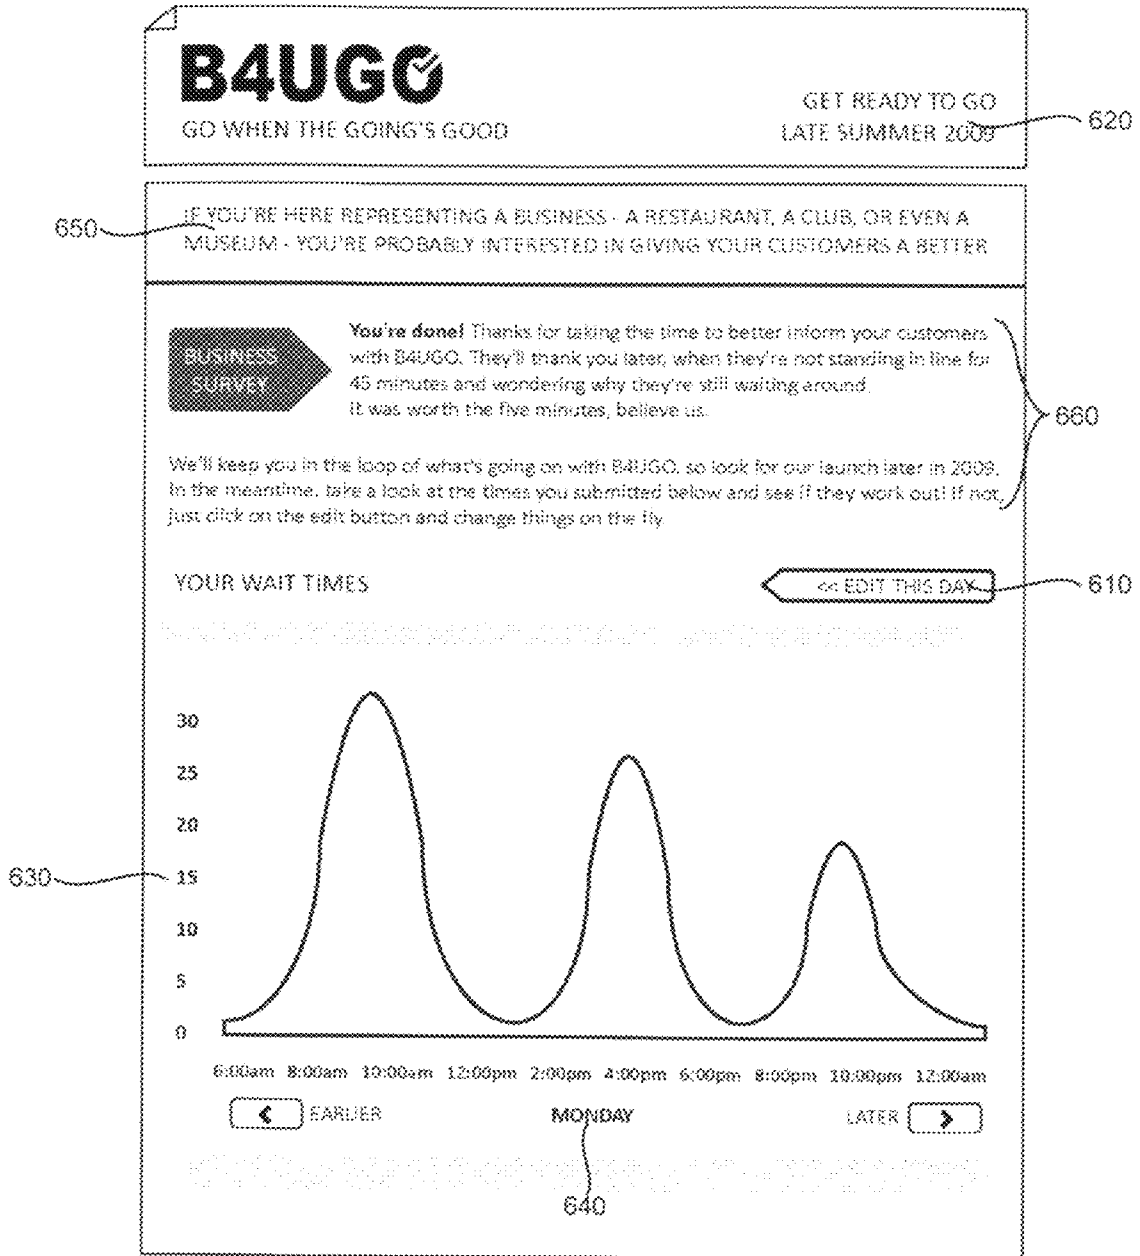 B4UGO
GO WHEN THE GOING'S GOOD
GET READY TO GO
LATE SUMMER 2009
620
650
IF YOU'RE HERE REPRESENTING A BUSINESS - A RESTAURANT, A CLUB, OR EVEN A
MUSEUM - YOU'RE PROBABLY INTERESTED IN GIVING YOUR CUSTOMERS A BETTER
BUSINESS
SURVEY
You're done! Thanks for taking the time to better inform your customers
with B4UGO. They'll thank you later, when they're not standing in line for
45 minutes and wondering why they're still waiting around.
It was worth the five minutes, believe us.
660
We'll keep you in the loop of what's going on with B4UGO, so look for our launch later in 2009.
In the meantime, take a look at the times you submitted below and see if they work out! If not,
just click on the edit button and change things on the fly
YOUR WAIT TIMES
<< EDIT THIS DAY
610
30
25
20
630
15
10
5
0
6:00am 8:00am 10:00am 12:00pm 2:00pm 4:00pm 6:00pm 8:00pm 10:00pm 12:00am
EARLIER MONDAY LATER
640